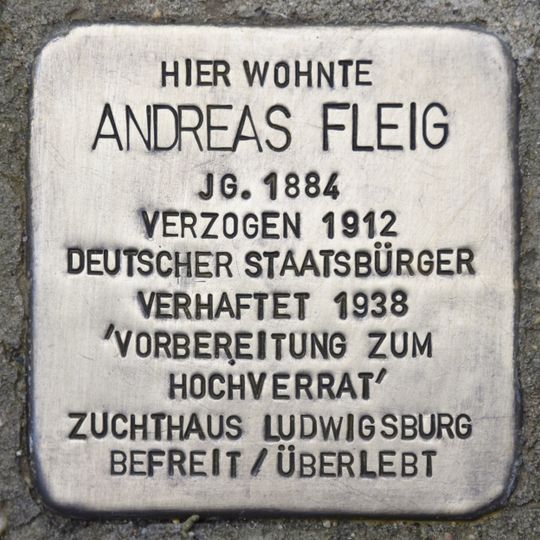 HIER WOHNTE
ANDREAS FLEIG
JG. 1884
VERZOGEN 1912
DEUTSCHER STAATSBÜRGER
VERHAFTET 1938
'VORBEREITUNG ZUM
HOCHVERRAT'
ZUCHTHAUS LUDWIGSBURG
BEFREIT / ÜBERLEBT